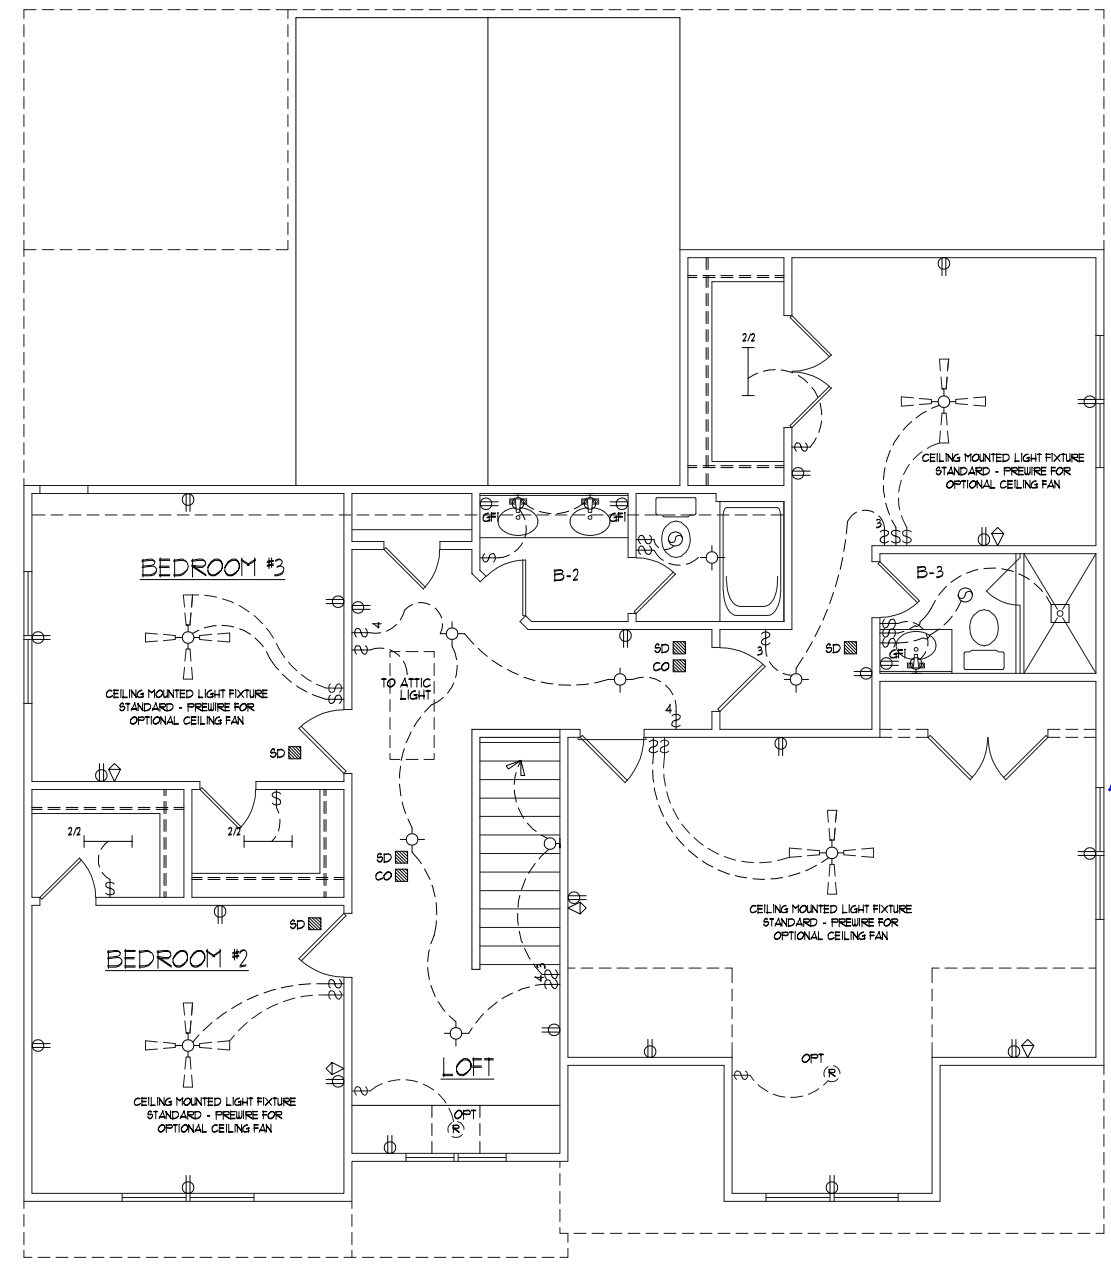 2/2
CEILING MOUNTED LIGHT FIXTURE
STANDARD - PREWIRE FOR
OPTIONAL CEILING FAN
GFI
GFI
3
BEDROOM #3
B-2
B-3
4
3
SD
CO
SD
GFI
TO ATTIC
LIGHT
CEILING MOUNTED LIGHT FIXTURE
STANDARD - PREWIRE FOR
OPTIONAL CEILING FAN
4
SD
2/2
2/2
SD
CO
CEILING MOUNTED LIGHT FIXTURE
STANDARD - PREWIRE FOR
OPTIONAL CEILING FAN
SD
BEDROOM #2
3
4
LOFT
OPT
R
CEILING MOUNTED LIGHT FIXTURE
STANDARD - PREWIRE FOR
OPTIONAL CEILING FAN
OPT
R